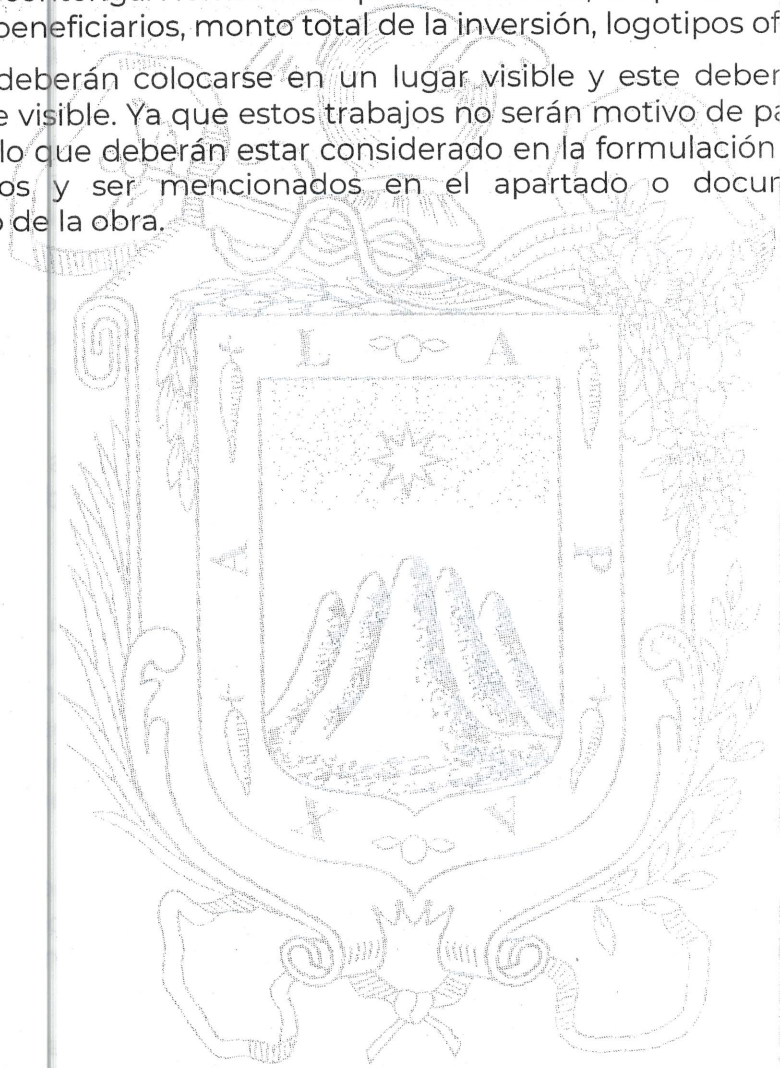 beneficiarios, monto total de la inversión, logotipos of
deberán colocarse en un lugar visible y este deber
e visible. Ya que estos trabajos no serán motivo de pa
lo que deberán estar considerado en la formulación
os y ser mencionados en el apartado o docur
o de la obra.
L A
A P
X A